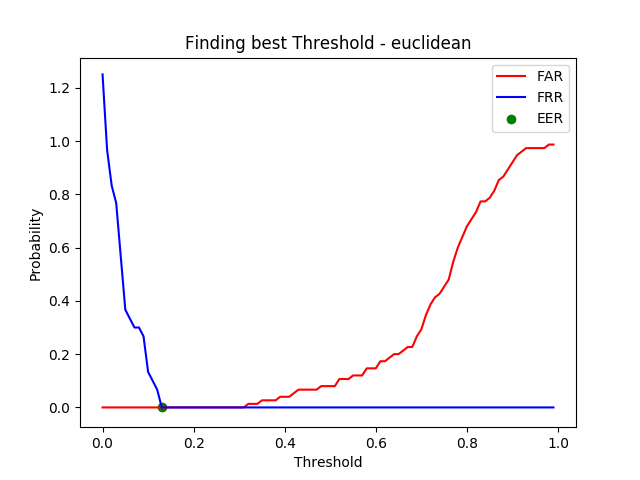 Finding best Threshold - euclidean
FAR
FRR
EER
Probability
1.2
1.0
0.8
0.6
0.4
0.2
0.0
0.0 0.2 0.4 0.6 0.8 1.0
Threshold